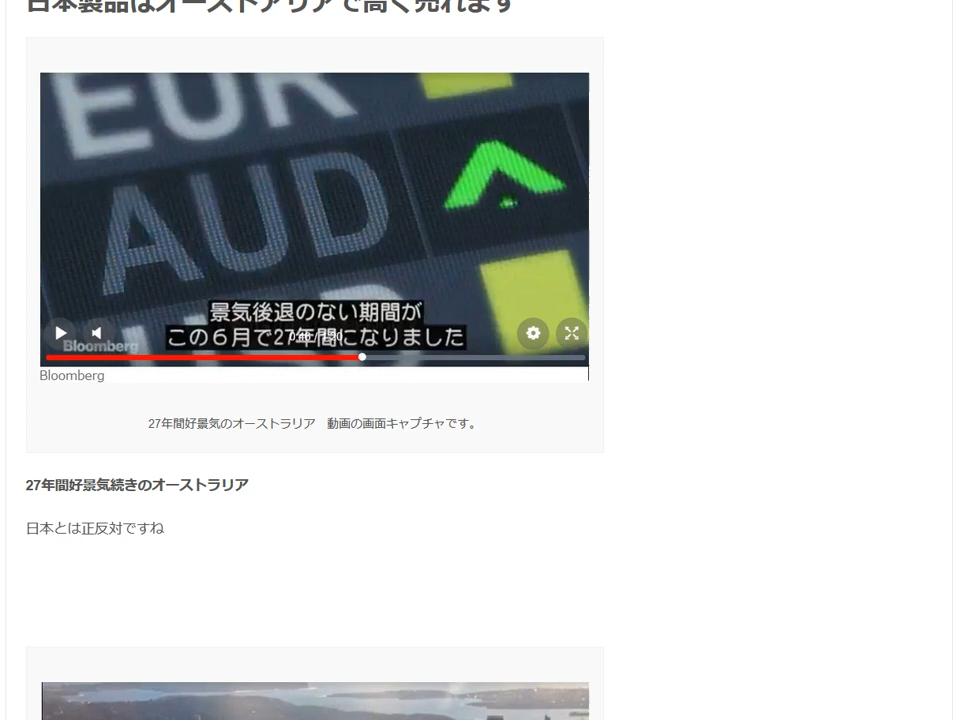 日本製品はオーストアリアで高く売れます
EUR
AUD
景気後退のない期間が
この6月で27年間になりました
Bloomberg
Bloomberg
27年間好景気のオーストラリア　動画の画面キャプチャです。
27年間好景気続きのオーストラリア
日本とは正反対ですね